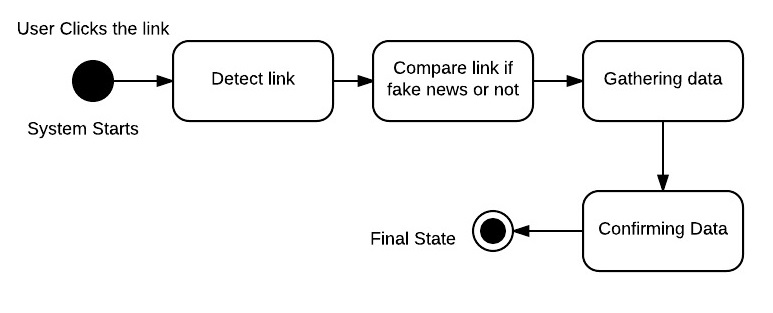 User Clicks the link
Detect link
Compare link if
fake news or not
Gathering data
System Starts
Confirming Data
Final State